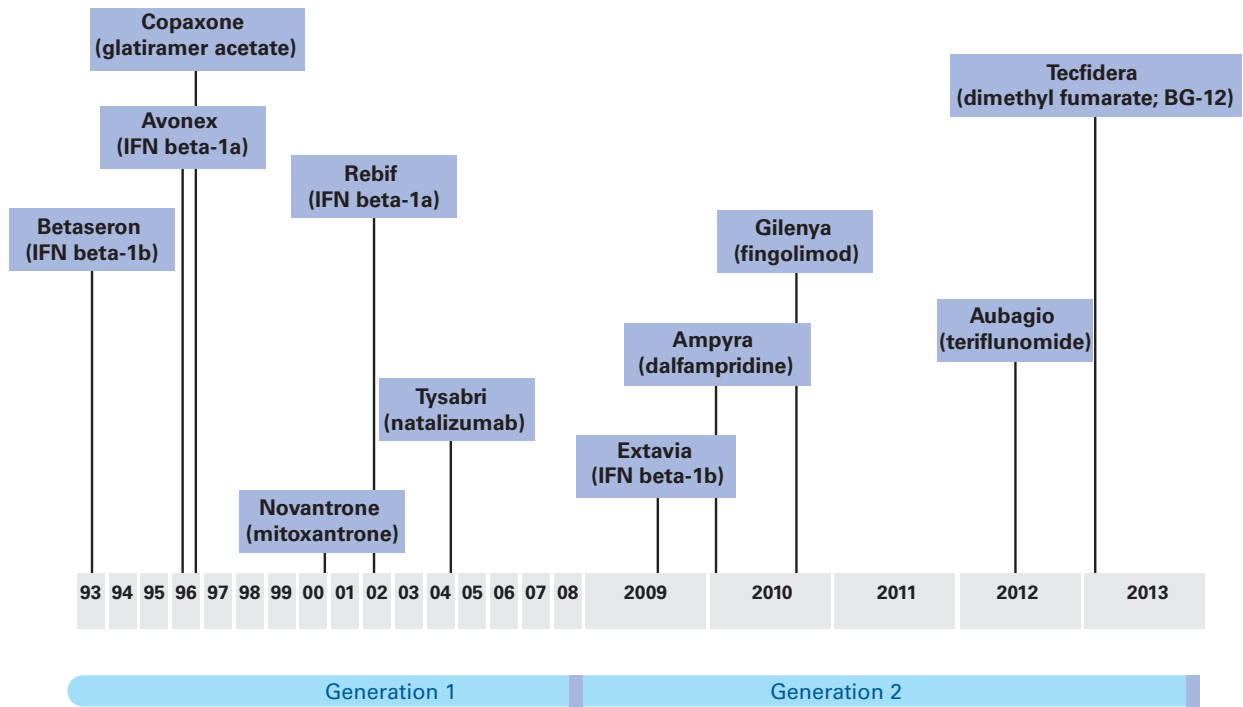 Copaxone
(glatiramer acetate)
Avonex
(IFN beta-1a)
Betaseron
(IFN beta-1b)
Rebif
(IFN beta-1a)
Novantrone
(mitoxantrone)
Tysabri
(natalizumab)
Extavia
(IFN beta-1b)
Ampyra
(dalfampridine)
Gilenya
(fingolimod)
Aubagio
(teriflunomide)
Tecfidera
(dimethyl fumarate; BG-12)
93 94 95 96 97 98 99 00 01 02 03 04 05 06 07 08 2009 2010 2011 2012 2013
Generation 1 Generation 2